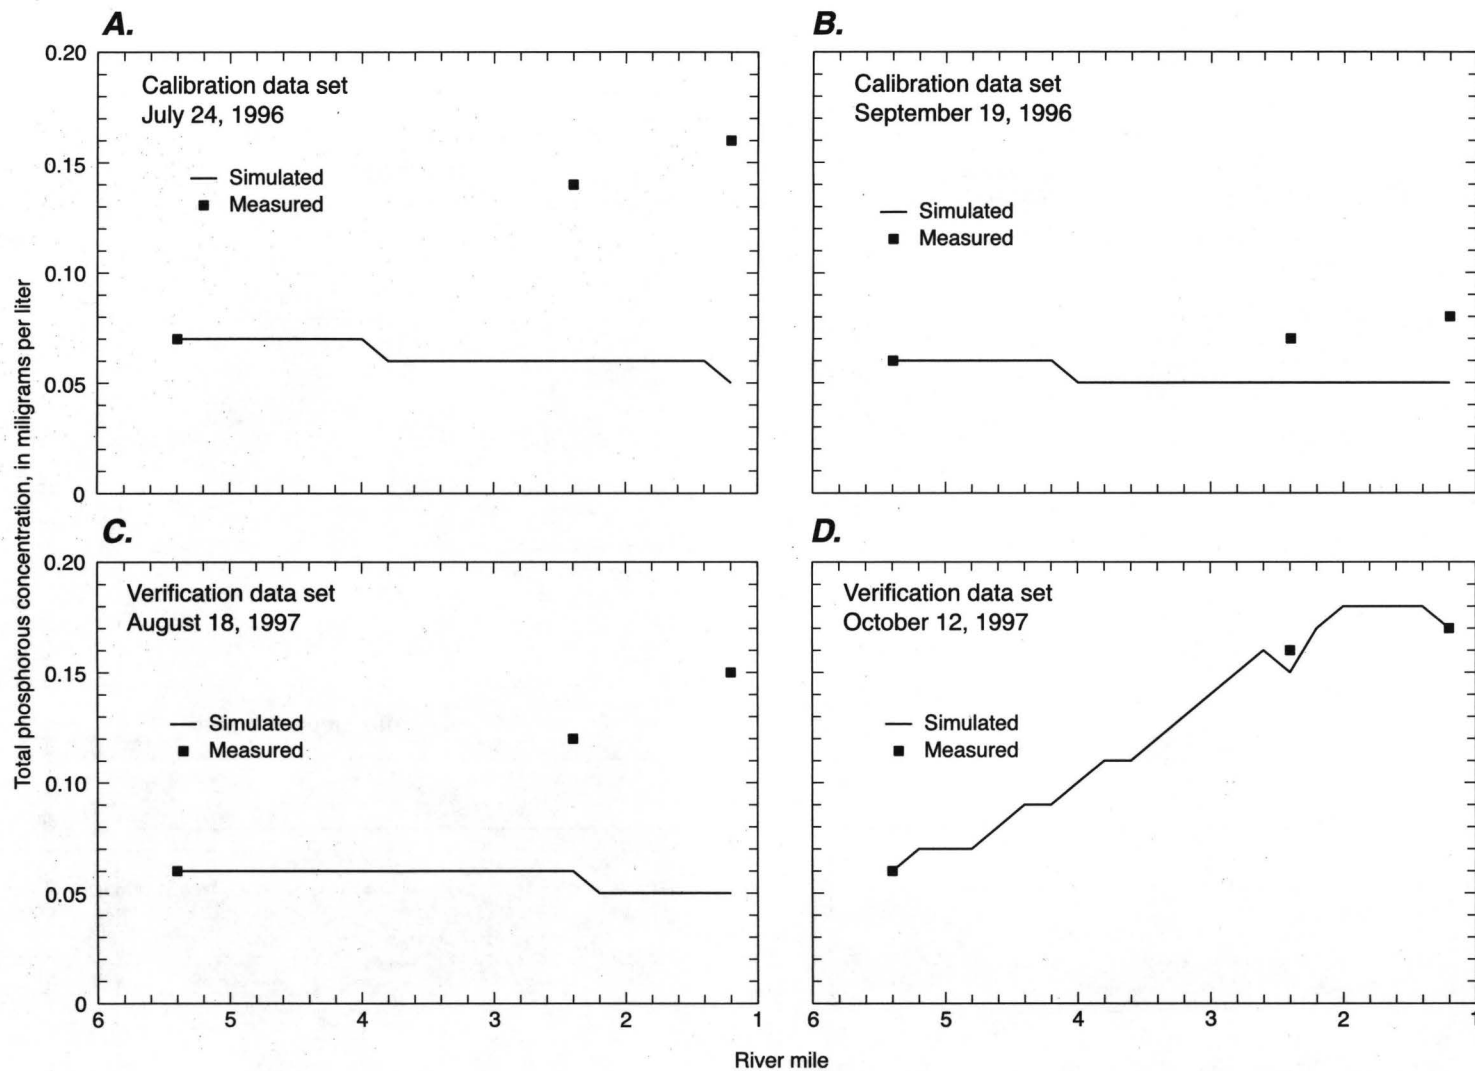 A.
B.
0.20
0.15
0.10
0.05
0
Calibration data set
July 24, 1996
Simulated
Measured
Calibration data set
September 19, 1996
Simulated
Measured
Total phosphorous concentration, in miligrams per liter
C.
D.
0.20
0.15
0.10
0.05
0
Verification data set
August 18, 1997
Simulated
Measured
Verification data set
October 12, 1997
Simulated
Measured
6 5 4 3 2 1
6 5 4 3 2 1
River mile